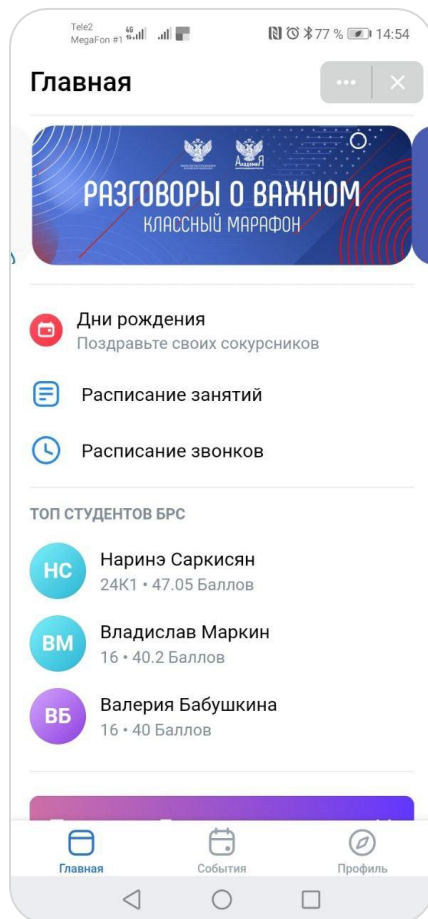 Tele2
MegaFon #1
4G
77 %
14:54
Главная
АкадемиЯ
РАЗГОВОРЫ О ВАЖНОМ
КЛАССНЫЙ МАРАФОН
Дни рождения
Поздравьте своих сокурсников
Расписание занятий
Расписание звонков
ТОП СТУДЕНТОВ БРС
НС
Наринэ Саркисян
24К1 • 47.05 Баллов
ВМ
Владислав Маркин
16 • 40.2 Баллов
ВБ
Валерия Бабушкина
16 • 40 Баллов
Главная
События
Профиль